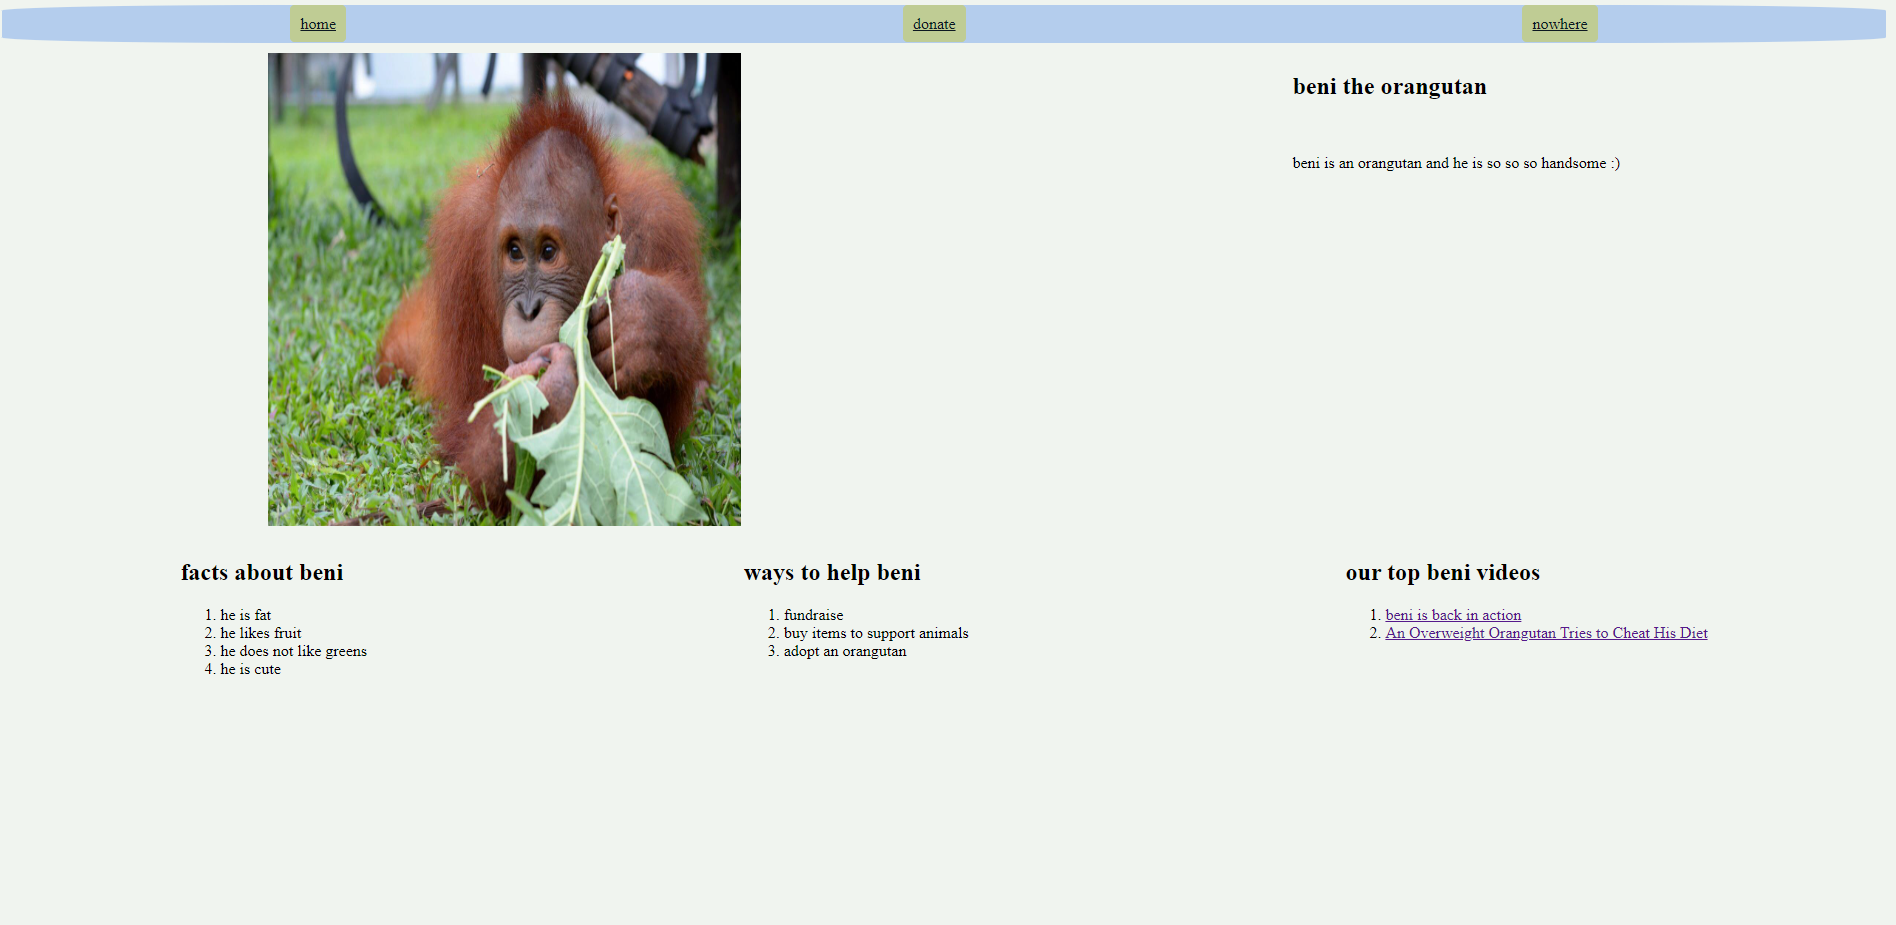 home
donate
nowhere
beni the orangutan
beni is an orangutan and he is so so so handsome :)
facts about beni
1. he is fat
2. he likes fruit
3. he does not like greens
4. he is cute
ways to help beni
1. fundraise
2. buy items to support animals
3. adopt an orangutan
our top beni videos
1. beni is back in action
2. An Overweight Orangutan Tries to Cheat His Diet